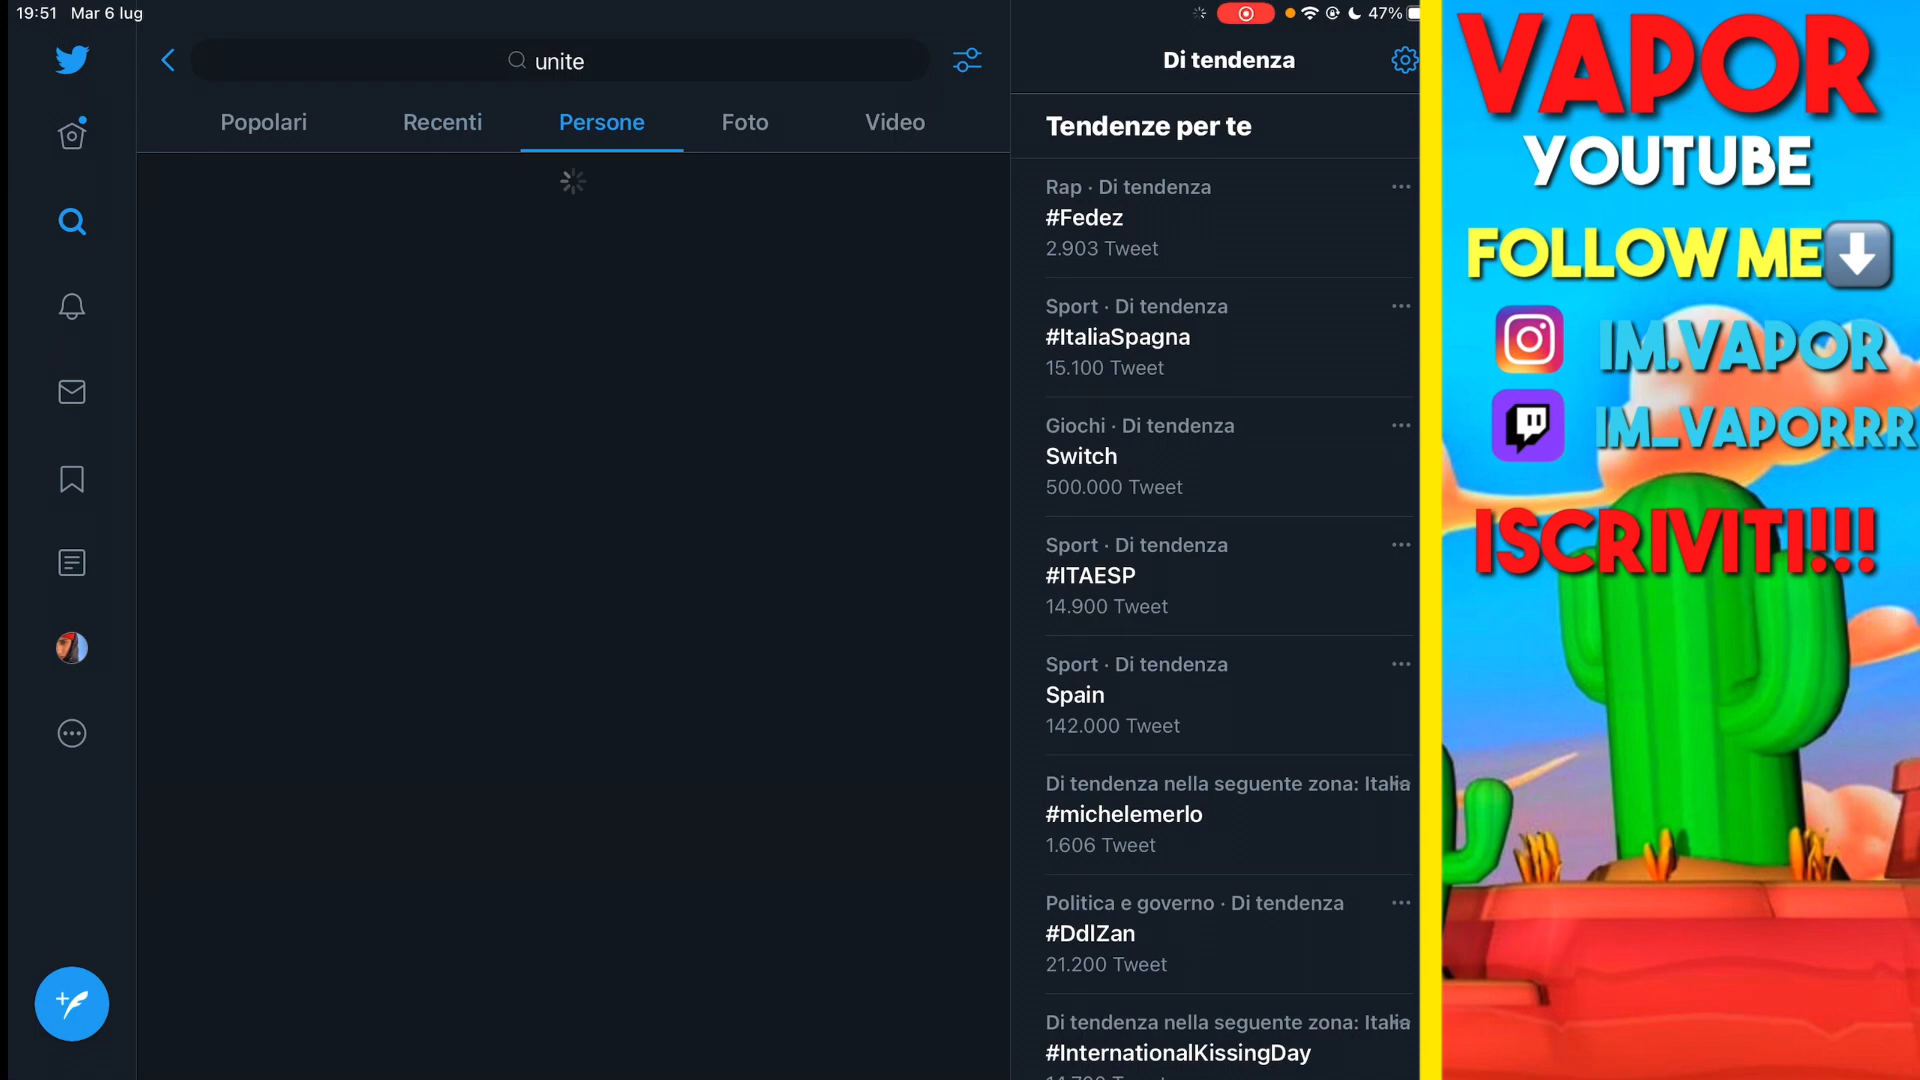 19:51 Mar 6 lug
47%
unite
Popolari Recenti Persone Foto Video
Di tendenza
Tendenze per te
Rap · Di tendenza
#Fedez
2.903 Tweet
Sport · Di tendenza
#ItaliaSpagna
15.100 Tweet
Giochi · Di tendenza
Switch
500.000 Tweet
Sport · Di tendenza
#ITAESP
14.900 Tweet
Sport · Di tendenza
Spain
142.000 Tweet
Di tendenza nella seguente zona: Italia
#michelemerlo
1.606 Tweet
Politica e governo · Di tendenza
#DdlZan
21.200 Tweet
Di tendenza nella seguente zona: Italia
#InternationalKissingDay
VAPOR
YOUTUBE
FOLLOW ME
IM.VAPOR
IM_VAPORRR
ISCRIVITI!!!